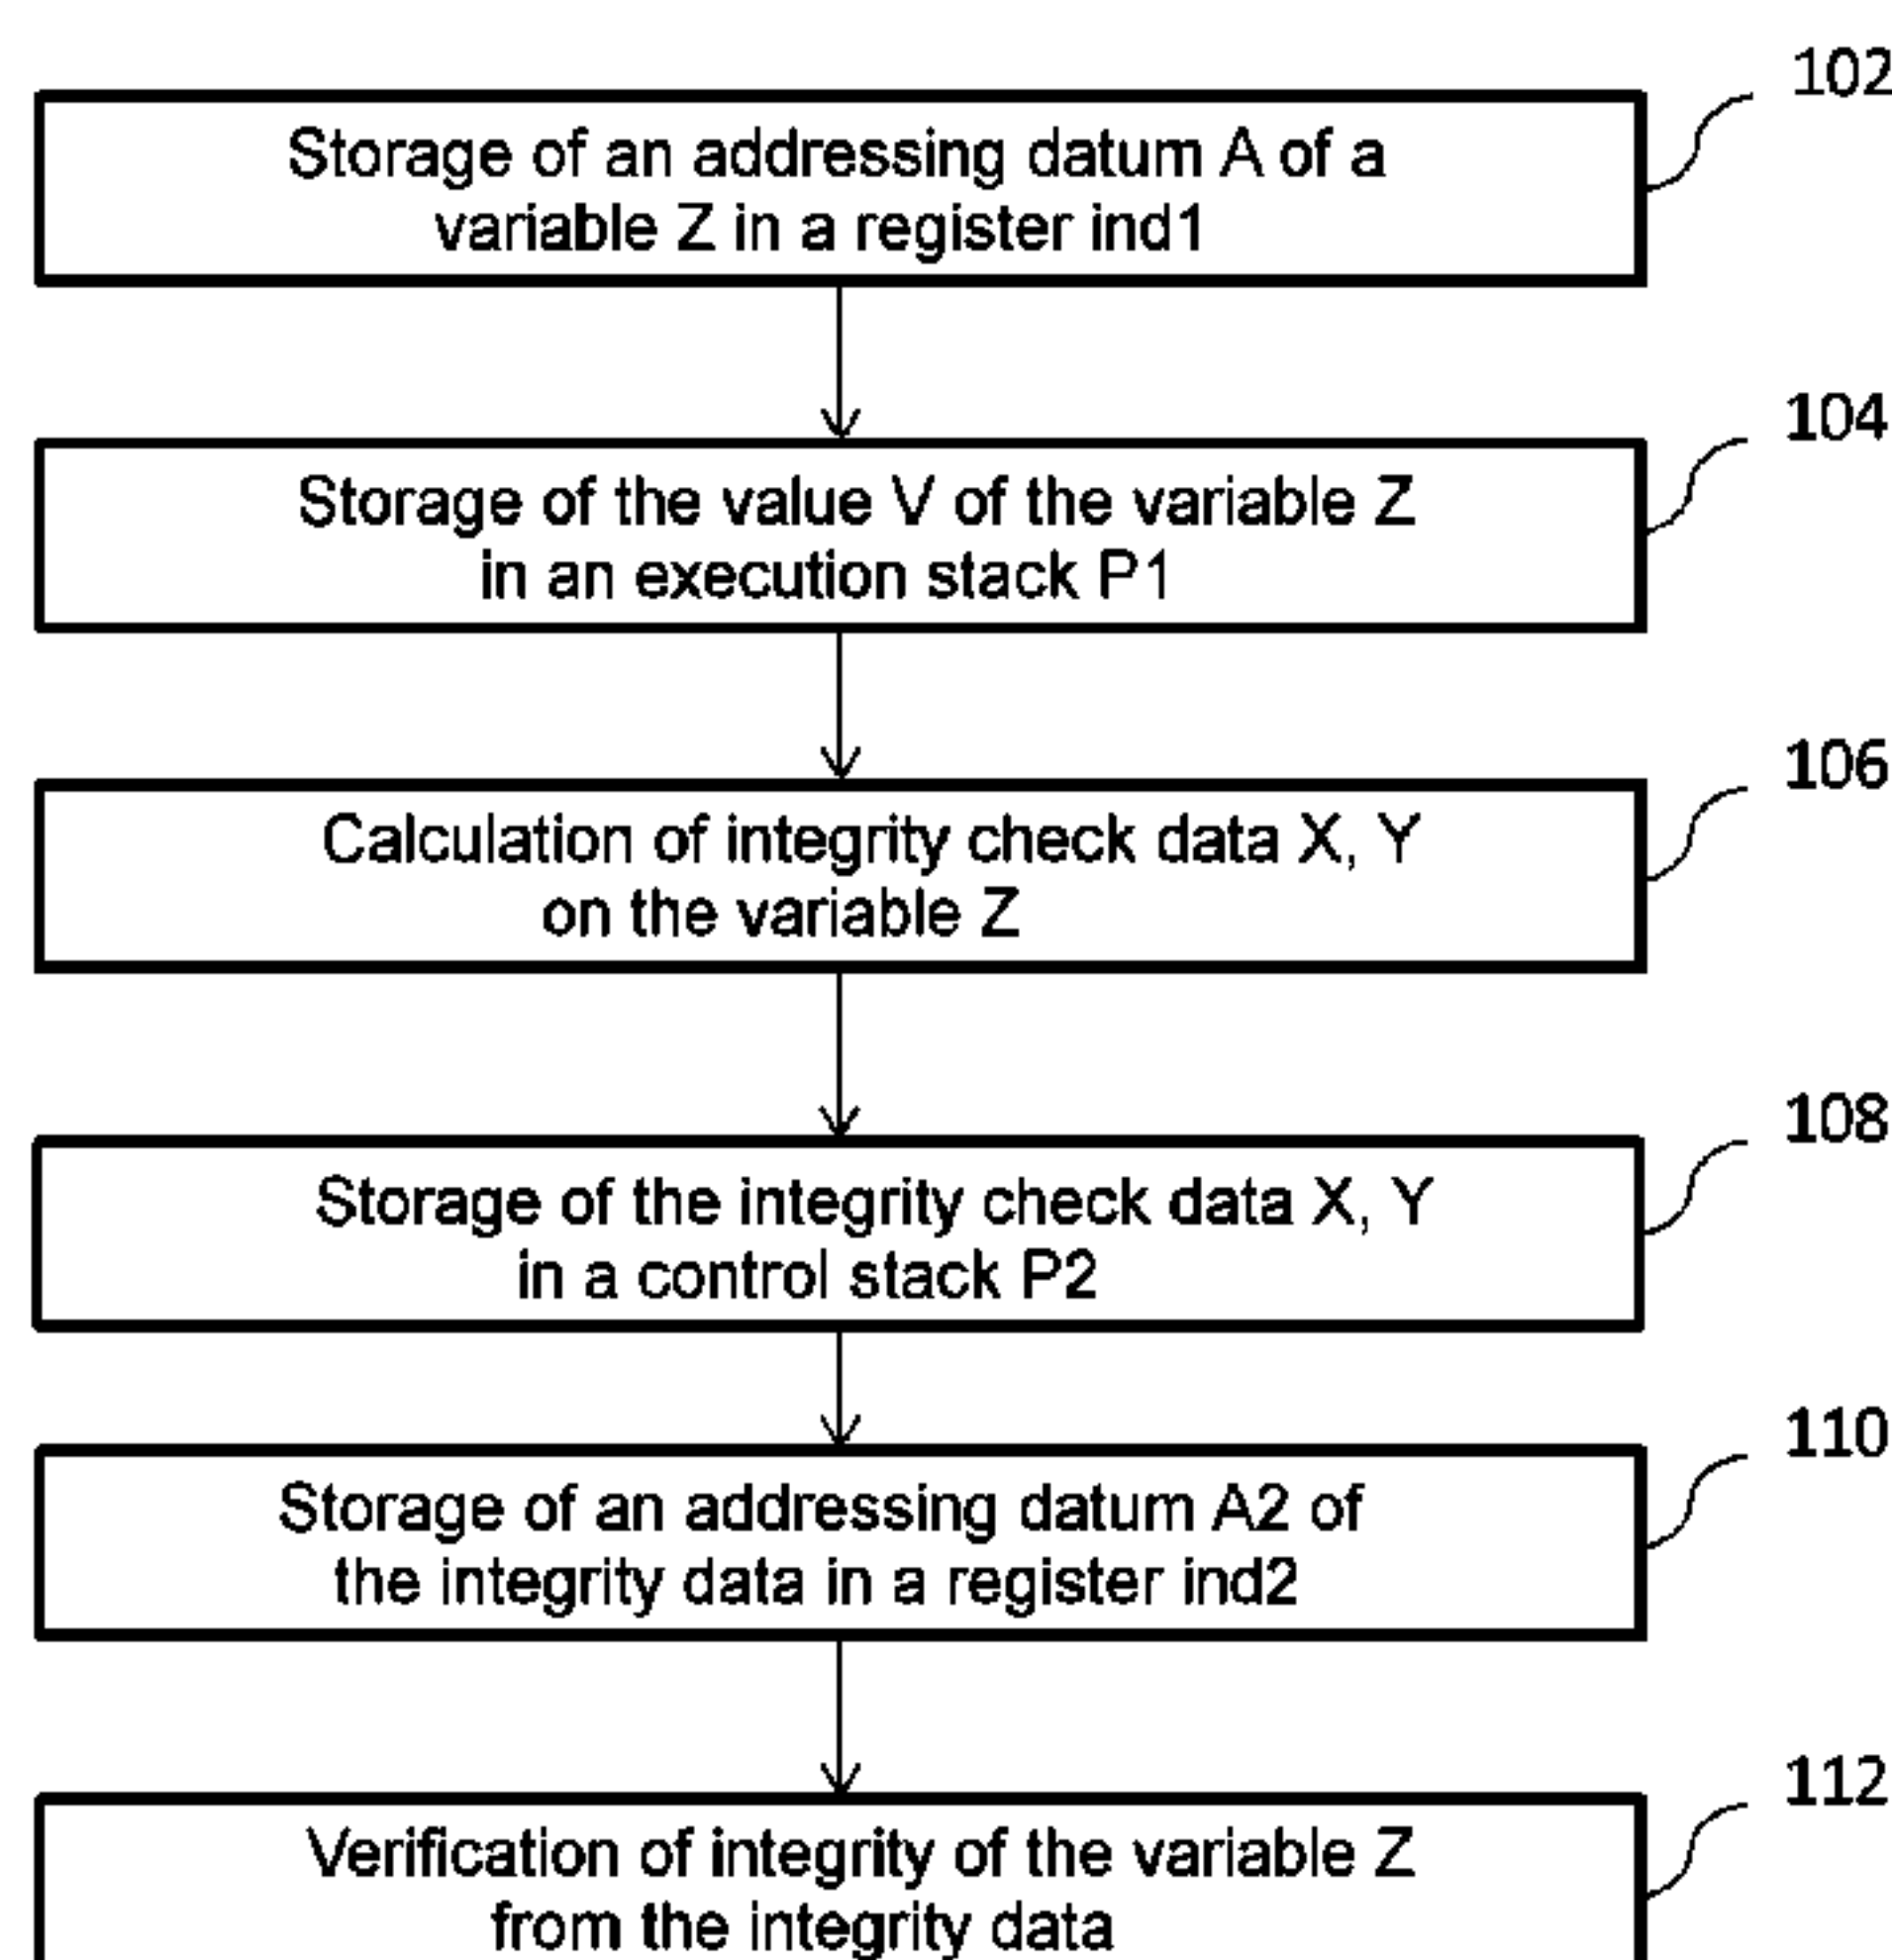 102
Storage of an addressing datum A of a
variable Z in a register ind1
104
Storage of the value V of the variable Z
in an execution stack P1
106
Calculation of integrity check data X, Y
on the variable Z
108
Storage of the integrity check data X, Y
in a control stack P2
110
Storage of an addressing datum A2 of
the integrity data in a register ind2
112
Verification of integrity of the variable Z
from the integrity data